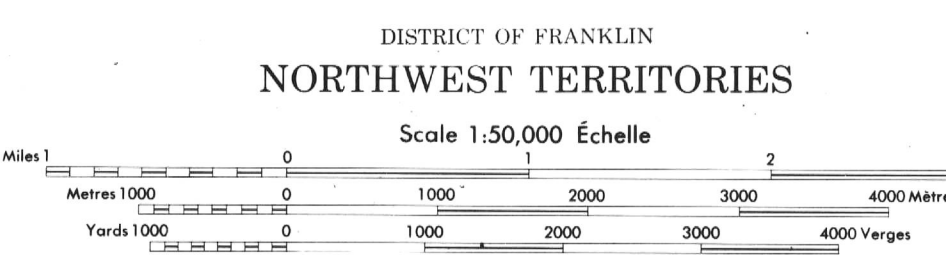 DISTRICT OF FRANKLIN
NORTHWEST TERRITORIES
Scale 1:50,000 Échelle
Miles 1 0 1 2
Metres 1000 0 1000 2000 3000 4000 Mètre
Yards 1000 0 1000 2000 3000 4000 Verges